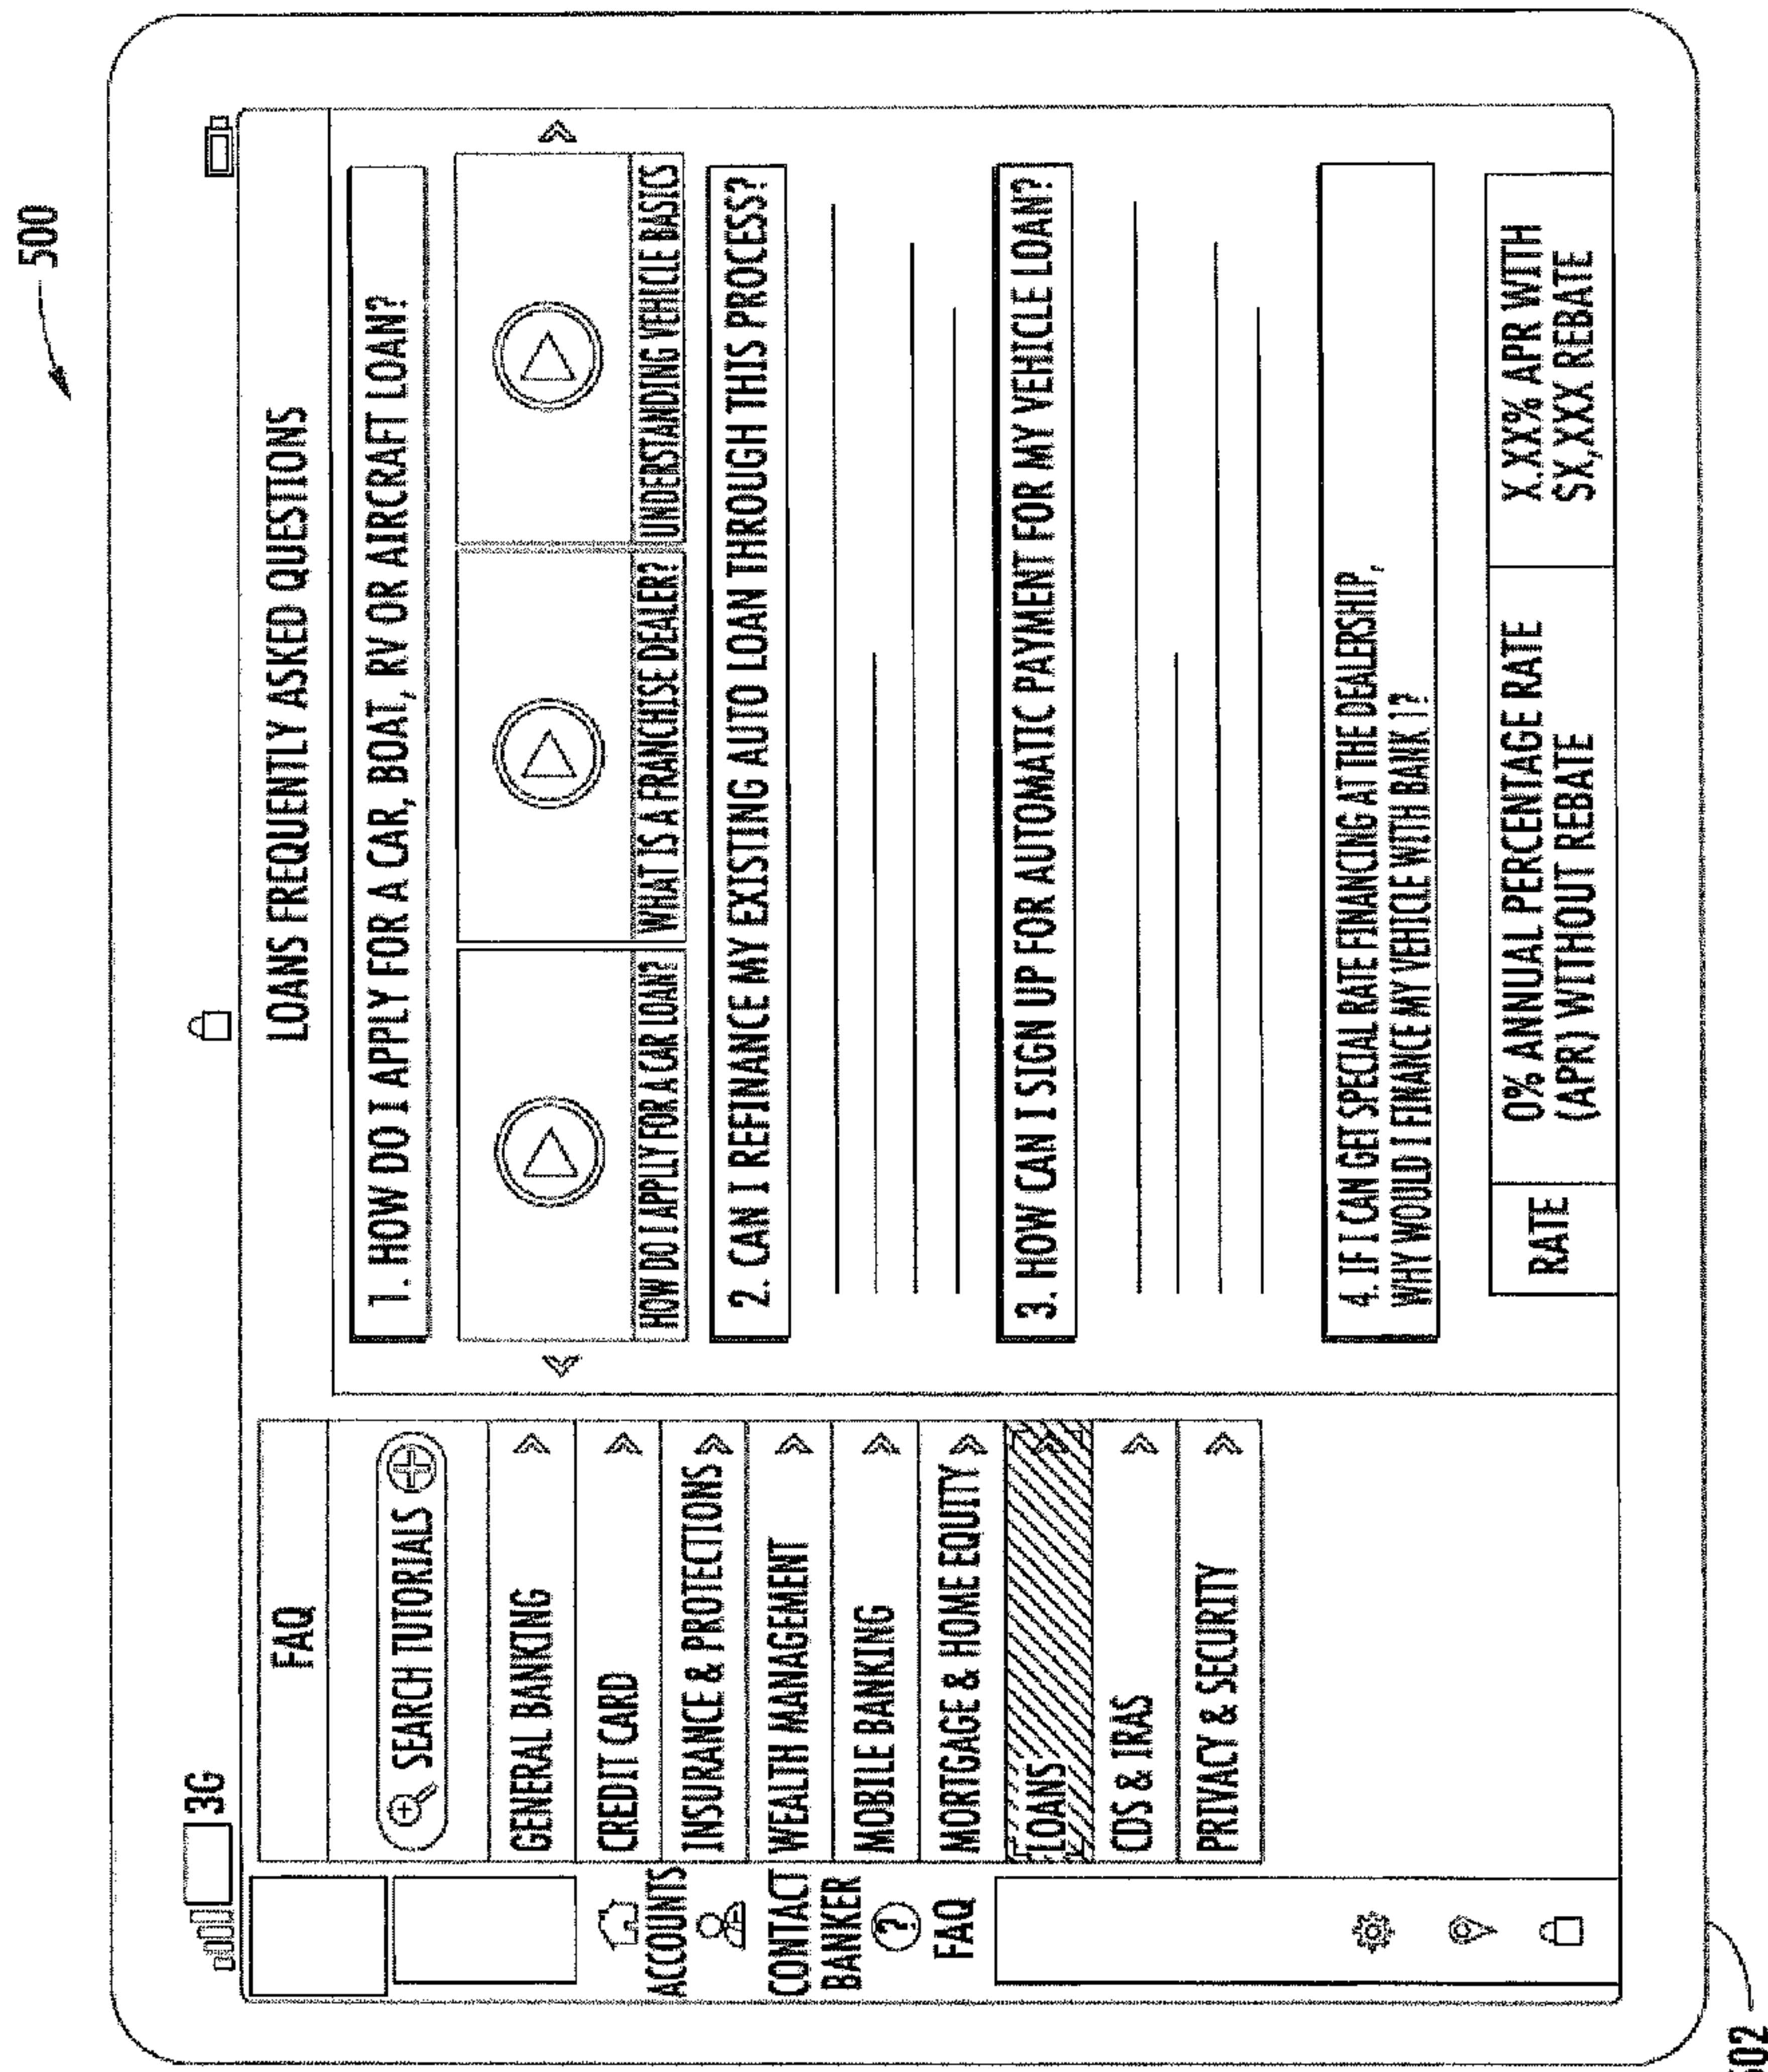 500
3G
FAQ
SEARCH TUTORIALS
GENERAL BANKING
CREDIT CARD
INSURANCE & PROTECTIONS
WEALTH MANAGEMENT
MOBILE BANKING
MORTGAGE & HOME EQUITY
LOANS
CDS & IRAS
PRIVACY & SECURITY
ACCOUNTS
CONTACT
BANKER
?
FAQ
LOANS FREQUENTLY ASKED QUESTIONS
1. HOW DO I APPLY FOR A CAR, BOAT, RV OR AIRCRAFT LOAN?
HOW DO I APPLLY FOR A CAR LOAN?
WHAT IS A FRANCHISE DEALER?
UNDERSTANDING VEHICLE BASICS
2. CAN I REFINANCE MY EXISTING AUTO LOAN THROUGH THIS PROCESS?
3. HOW CAN I SIGN UP FOR AUTOMATIC PAYMENT FOR MY VEHICLE LOAN?
4. IF I CAN GET SPECIAL RATE FINANCING AT THE DEALERSHIP,
WHY WOULD I FINANCE MY VEHICLE WITH BANK 1?
RATE
0% ANNUAL PERCENTAGE RATE
(APR) WITHOUT REBATE
X.XX% APR WITH
$X,XXX REBATE
502